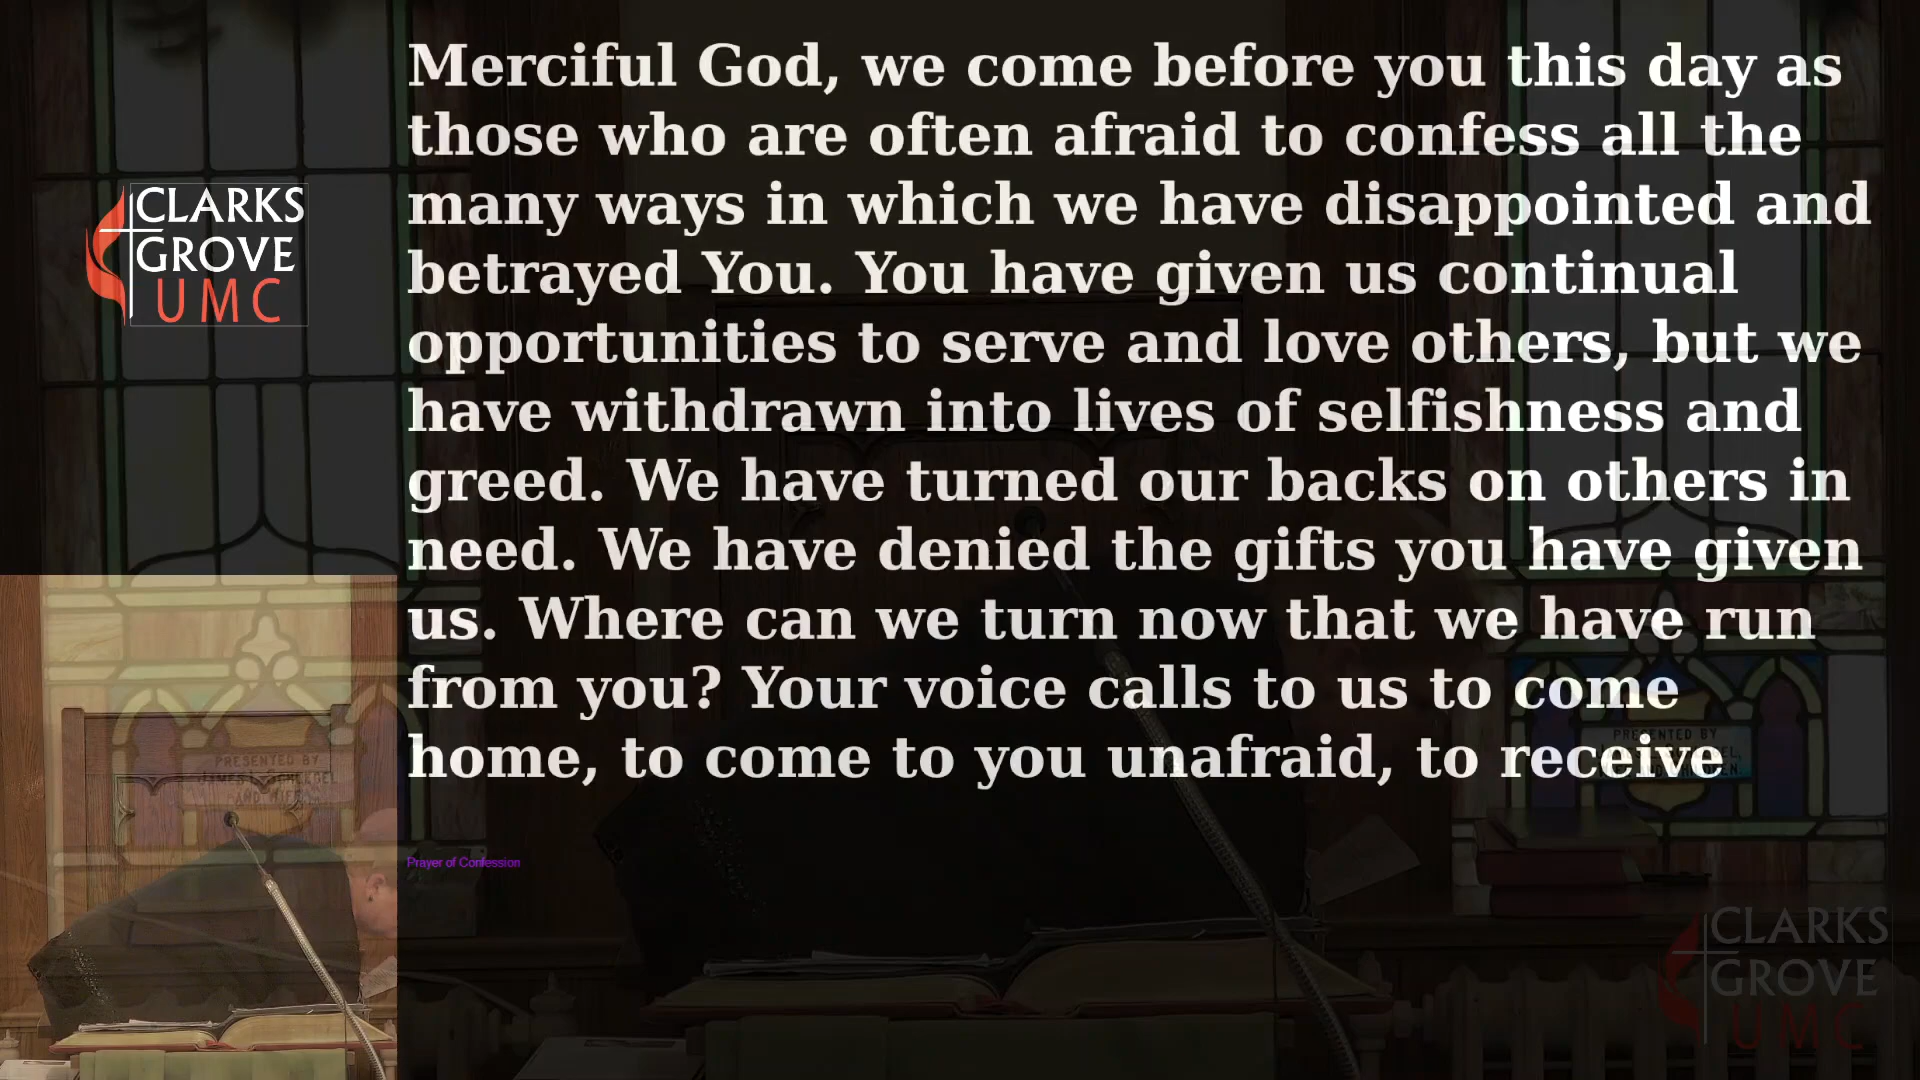 Merciful God, we come before you this day as
those who are often afraid to confess all the
many ways in which we have disappointed and
betrayed You. You have given us continual
opportunities to serve and love others, but we
have withdrawn into lives of selfishness and
greed. We have turned our backs on others in
need. We have denied the gifts you have given
us. Where can we turn now that we have run
from you? Your voice calls to us to come
home, to come to you unafraid, to receive
Prayer of Confession
CLARKS
GROVE
UMC
PRESENTED BY
AND
PRESENTED BY
CLARKS
GROVE
UMC